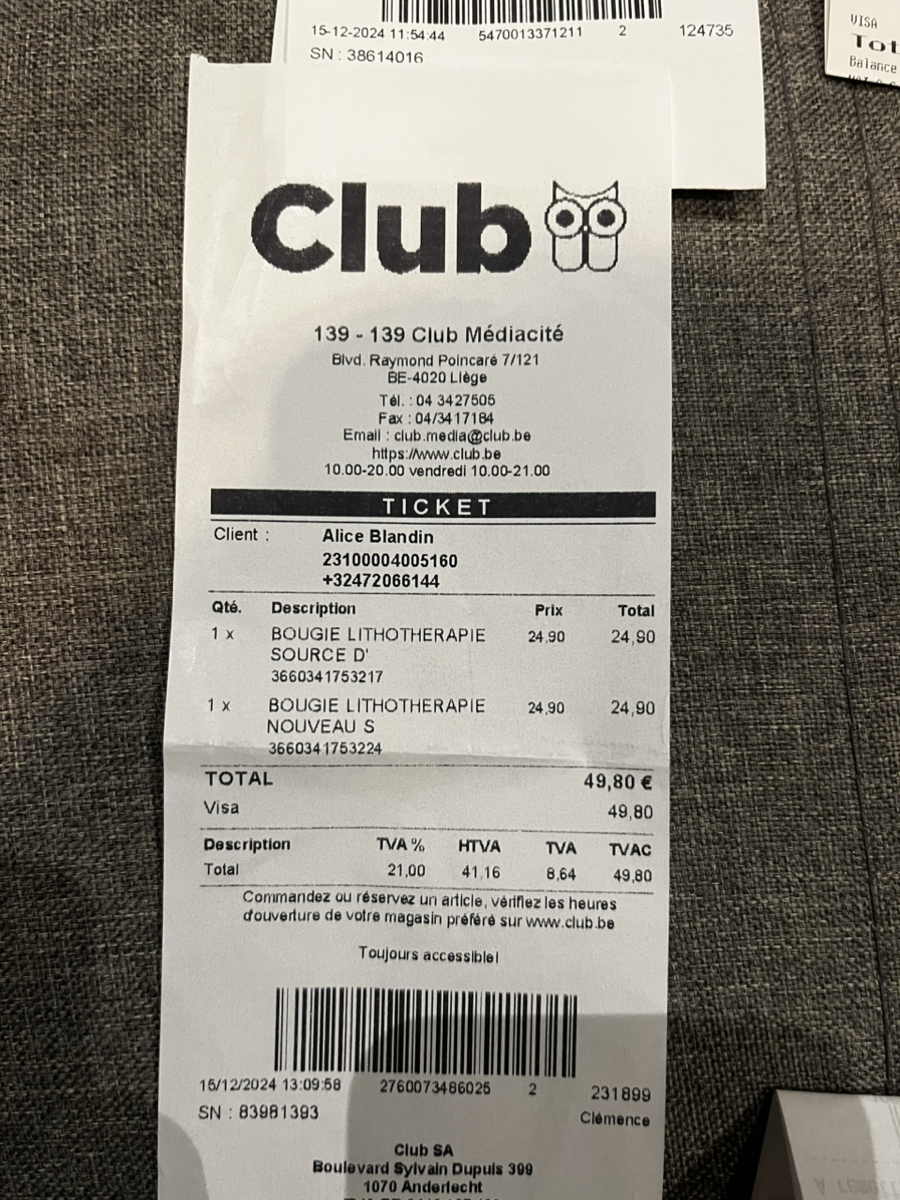 15-12-2024 11:54:44 5470013371211 2 124735
SN : 38614016
VISA
Tot
Balance
Club
139 - 139 Club Médiacité
Blvd. Raymond Poincaré 7/121
BE-4020 Liège
Tél. : 04 3427505
Fax : 04/3417184
Email : club.media@club.be
https://www.club.be
10.00-20.00 vendredi 10.00-21.00
TICKET
Client : Alice Blandin
23100004005160
+32472066144
Qté. Description Prix Total
1 x BOUGIE LITHOTHERAPIE 24,90 24,90
SOURCE D'
3660341753217
1 x BOUGIE LITHOTHERAPIE 24,90 24,90
NOUVEAU S
3660341753224
TOTAL 49,80 €
Visa 49,80
Description TVA % HTVA TVA TVAC
Total 21,00 41,16 8,64 49,80
Commandez ou réservez un article, vérifiez les heures
d'ouverture de votre magasin préféré sur www.club.be
Toujours accessible!
15/12/2024 13:09:58 2760073486025 2 231899
SN : 83981393 Clémence
Club SA
Boulevard Sylvain Dupuis 399
1070 Anderlecht